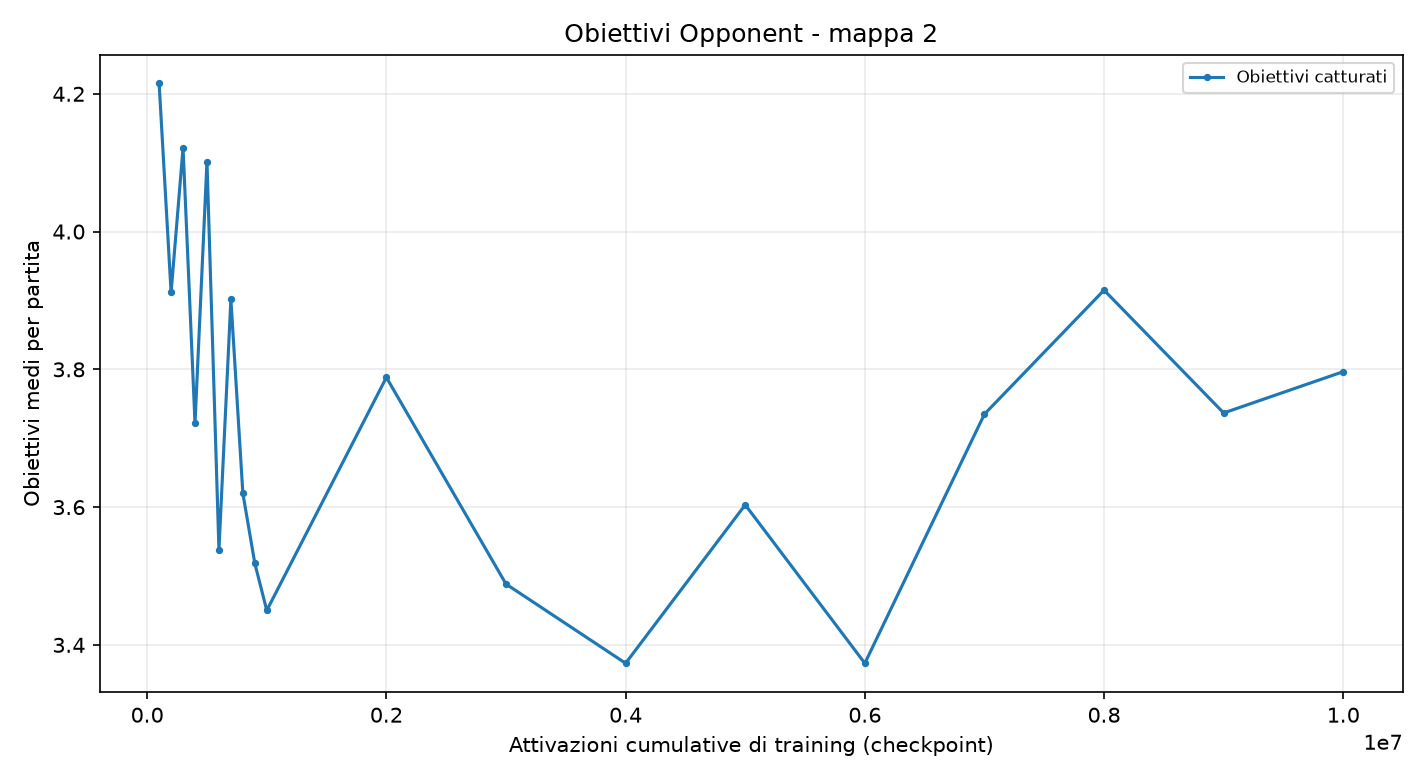 Obiettivi Opponent - mappa 2
Obiettivi catturati
Obiettivi medi per partita
4.2
4.0
3.8
3.6
3.4
0.0 0.2 0.4 0.6 0.8 1.0
1e7
Attivazioni cumulative di training (checkpoint)